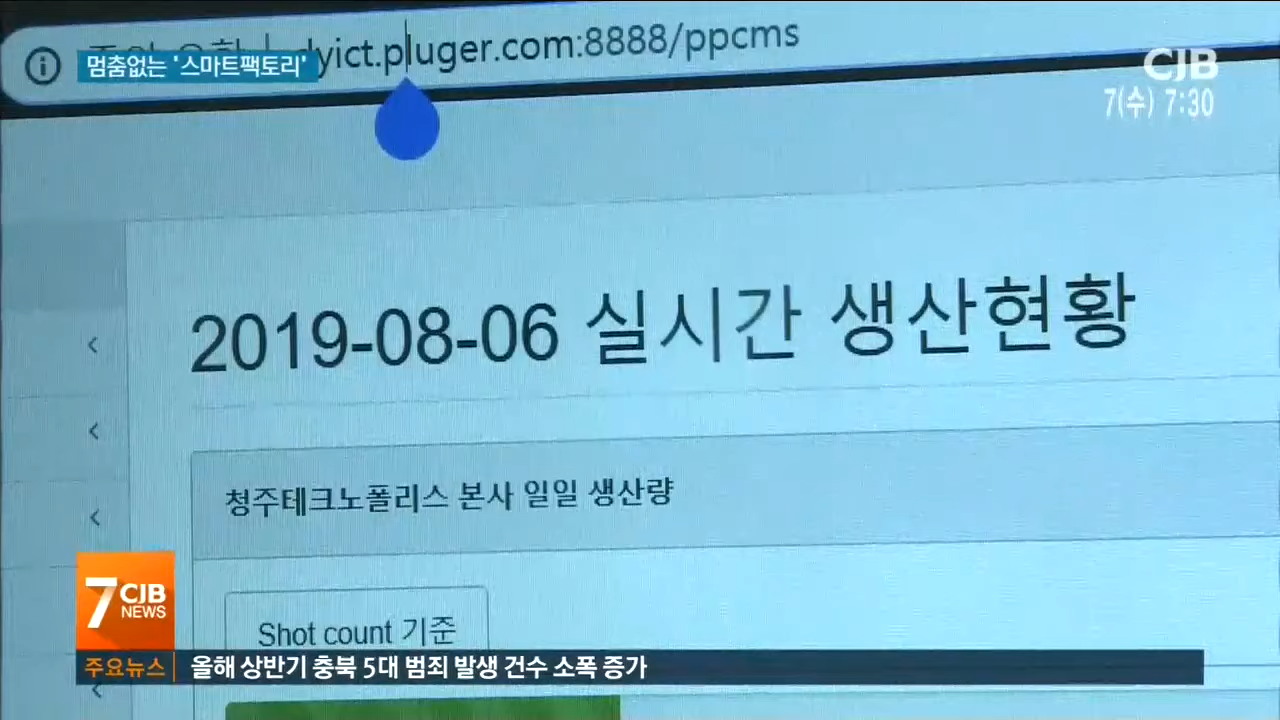 dyict.pluger.com:8888/ppcms
멈춤없는 '스마트팩토리'
CJB
7(수) 7:30
2019-08-06 실시간 생산현황
청주테크노폴리스 본사 일일 생산량
Shot count 기준
7 CJB
NEWS
주요뉴스 올해 상반기 충북 5대 범죄 발생 건수 소폭 증가